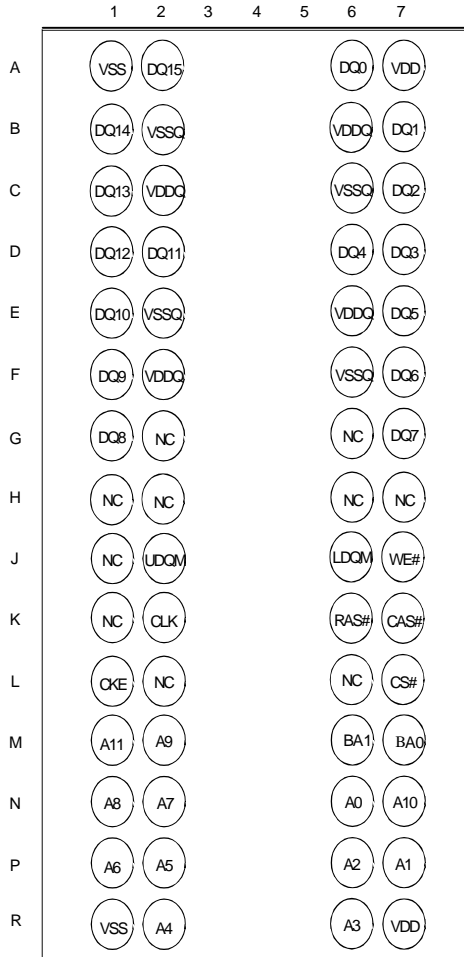 1 2 3 4 5 6 7
A VSS DQ15 DQ0 VDD
B DQ14 VSSQ VDDQ DQ1
C DQ13 VDDQ VSSQ DQ2
D DQ12 DQ11 DQ4 DQ3
E DQ10 VSSQ VDDQ DQ5
F DQ9 VDDQ VSSQ DQ6
G DQ8 NC NC DQ7
H NC NC NC NC
J NC UDQM LDQM WE#
K NC CLK RAS# CAS#
L CKE NC NC CS#
M A11 A9 BA1 BA0
N A8 A7 A0 A10
P A6 A5 A2 A1
R VSS A4 A3 VDD